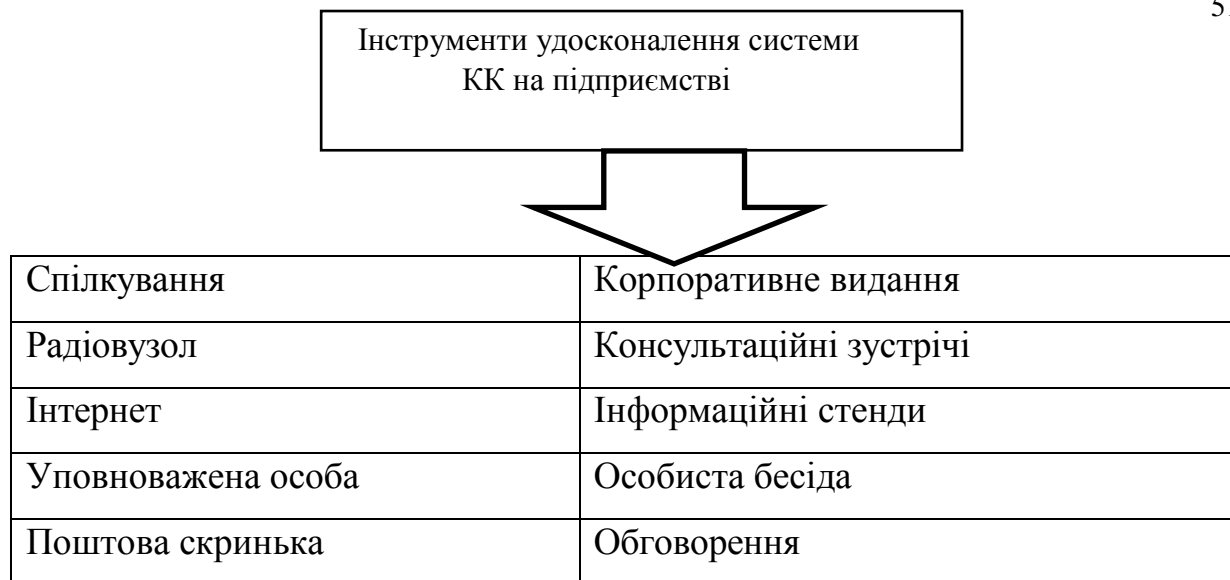 Інструменти удосконалення системи
КК на підприємстві
Спілкування
Корпоративне видання
Радіовузол
Консультаційні зустрічі
Інтернет
Інформаційні стенди
Уповноважена особа
Особиста бесіда
Поштова скринька
Обговорення